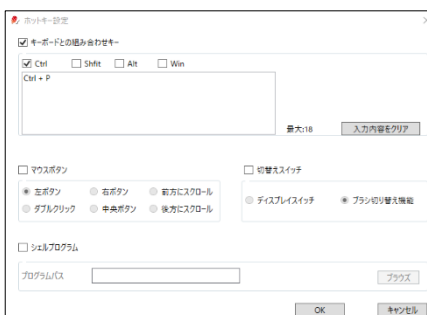 ホットキー設定
キーボードとの組み合わせキー
Ctrl Shfit Alt Win
Ctrl + P
最大:18 入力内容をクリア
マウスボタン 切替えスイッチ
左ボタン 右ボタン 前方にスクロール
ディスプレイスイッチ ブラシ切り替え機能
ダブルクリック 中央ボタン 後方にスクロール
シェルプログラム
プログラムパス ブラウズ
OK キャンセル